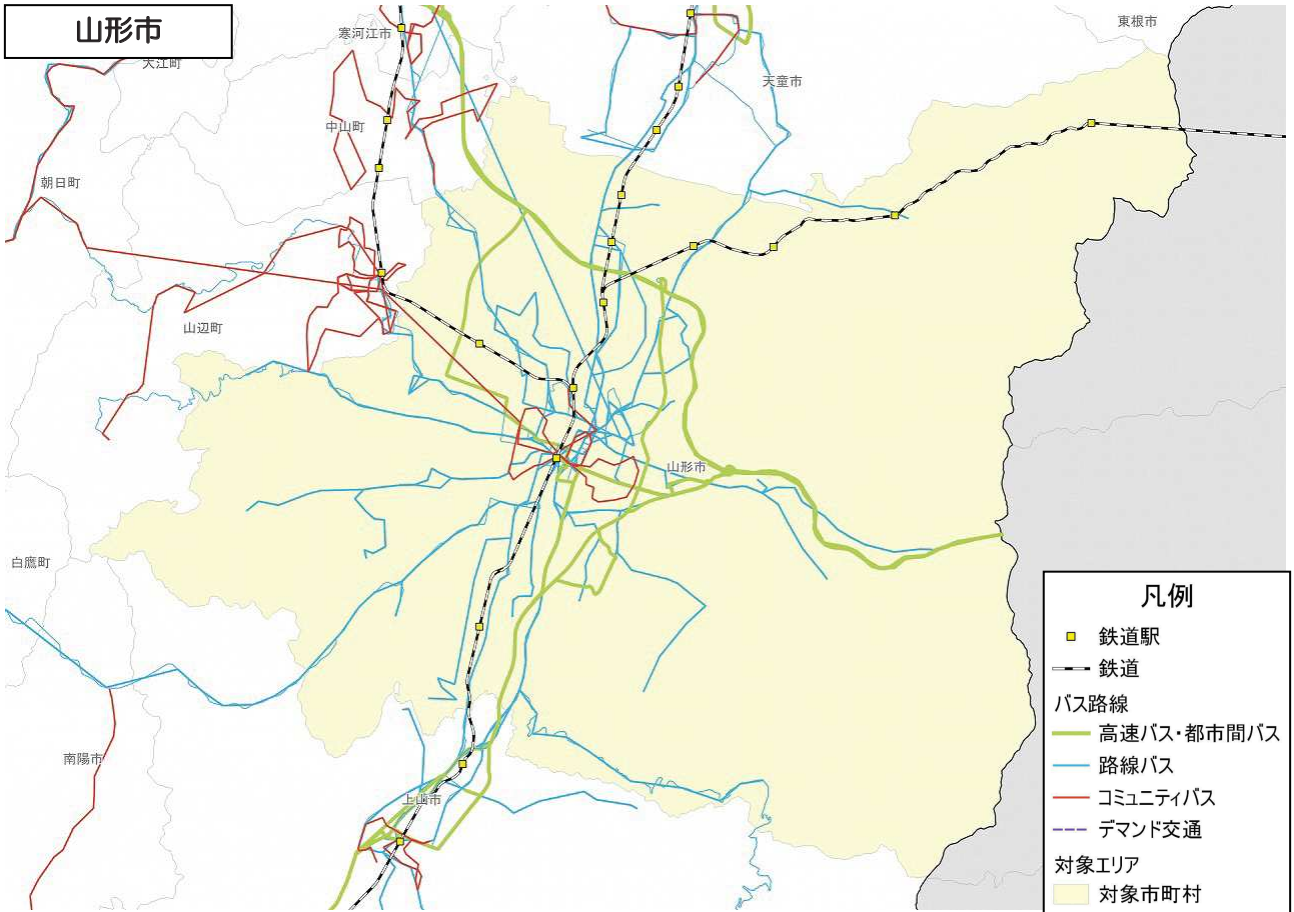 山形市
寒河江市
東根市
大江町
天童市
中山町
朝日町
山辺町
山形市
白鷹町
南陽市
上山市
凡例
鉄道駅
鉄道
バス路線
高速バス・都市間バス
路線バス
コミュニティバス
デマンド交通
対象エリア
対象市町村